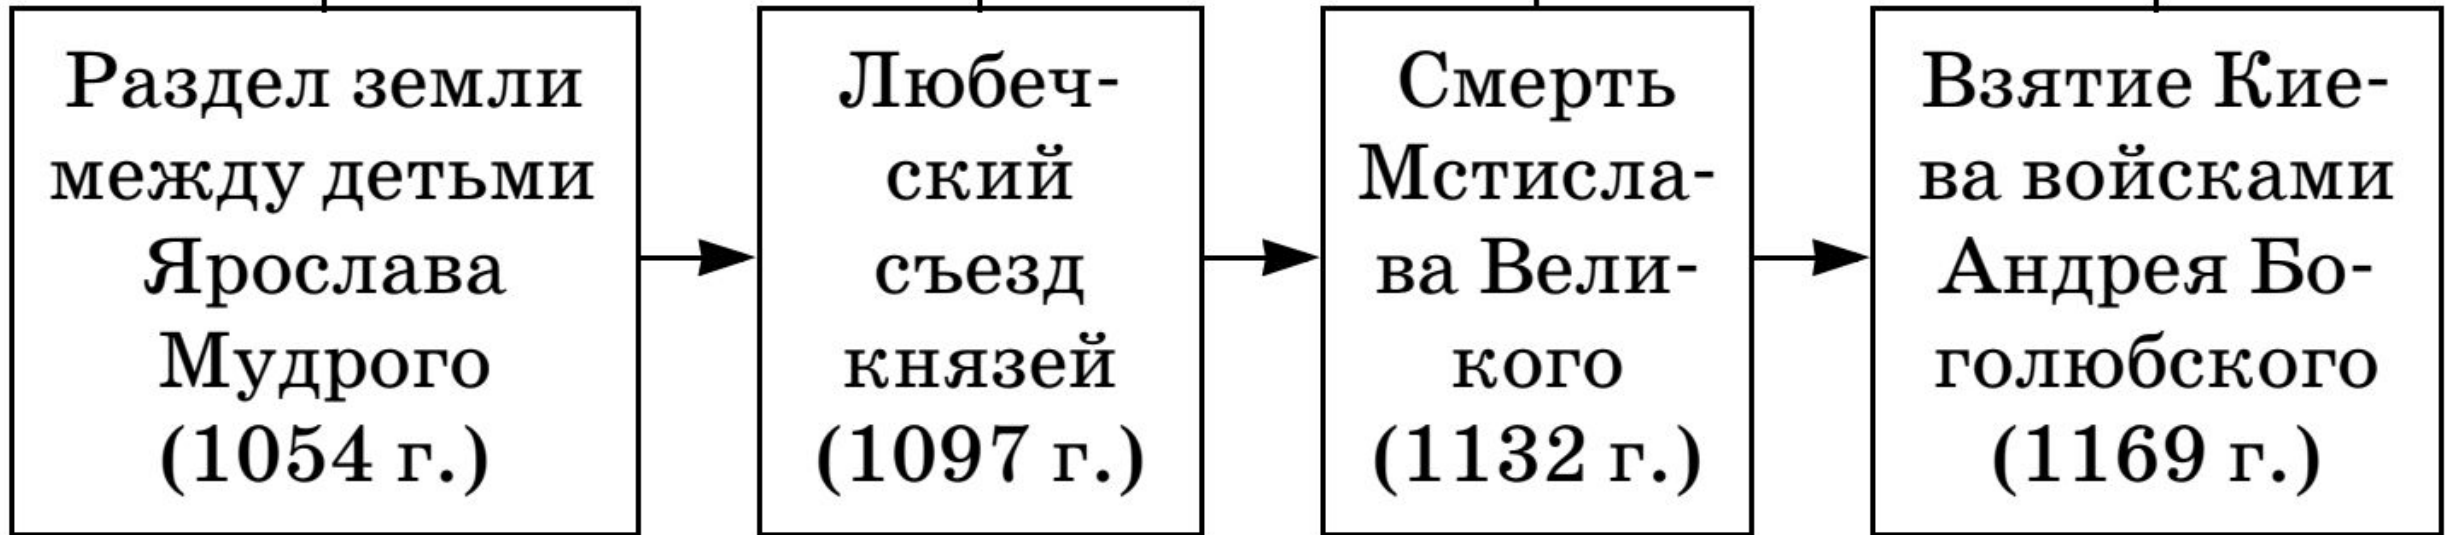 Раздел земли
между детьми
Ярослава
Мудрого
(1054 г.)
Любеч-
ский
съезд
князей
(1097 г.)
Смерть
Мстисла-
ва Вели-
кого
(1132 г.)
Взятие Кие-
ва войсками
Андрея Бо-
голюбского
(1169 г.)